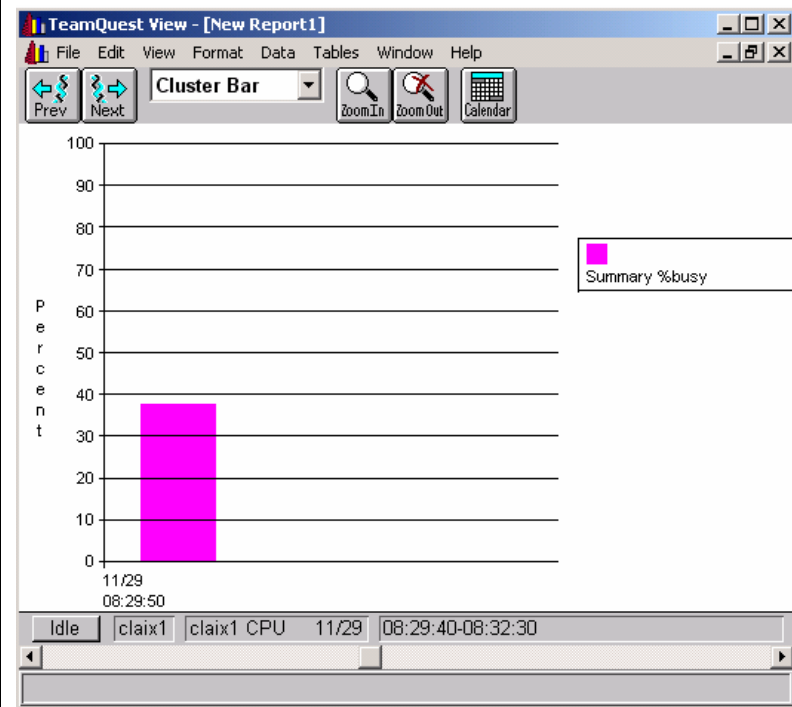 TeamQuest View - [New Report1]
File Edit View Format Data Tables Window Help
Prev Next Cluster Bar ZoomIn ZoomOut Calendar
100
90
80
70
60
50
40
30
20
10
0
Percent
Summary %busy
11/29
08:29:50
Idle claix1 claix1 CPU 11/29 08:29:40-08:32:30